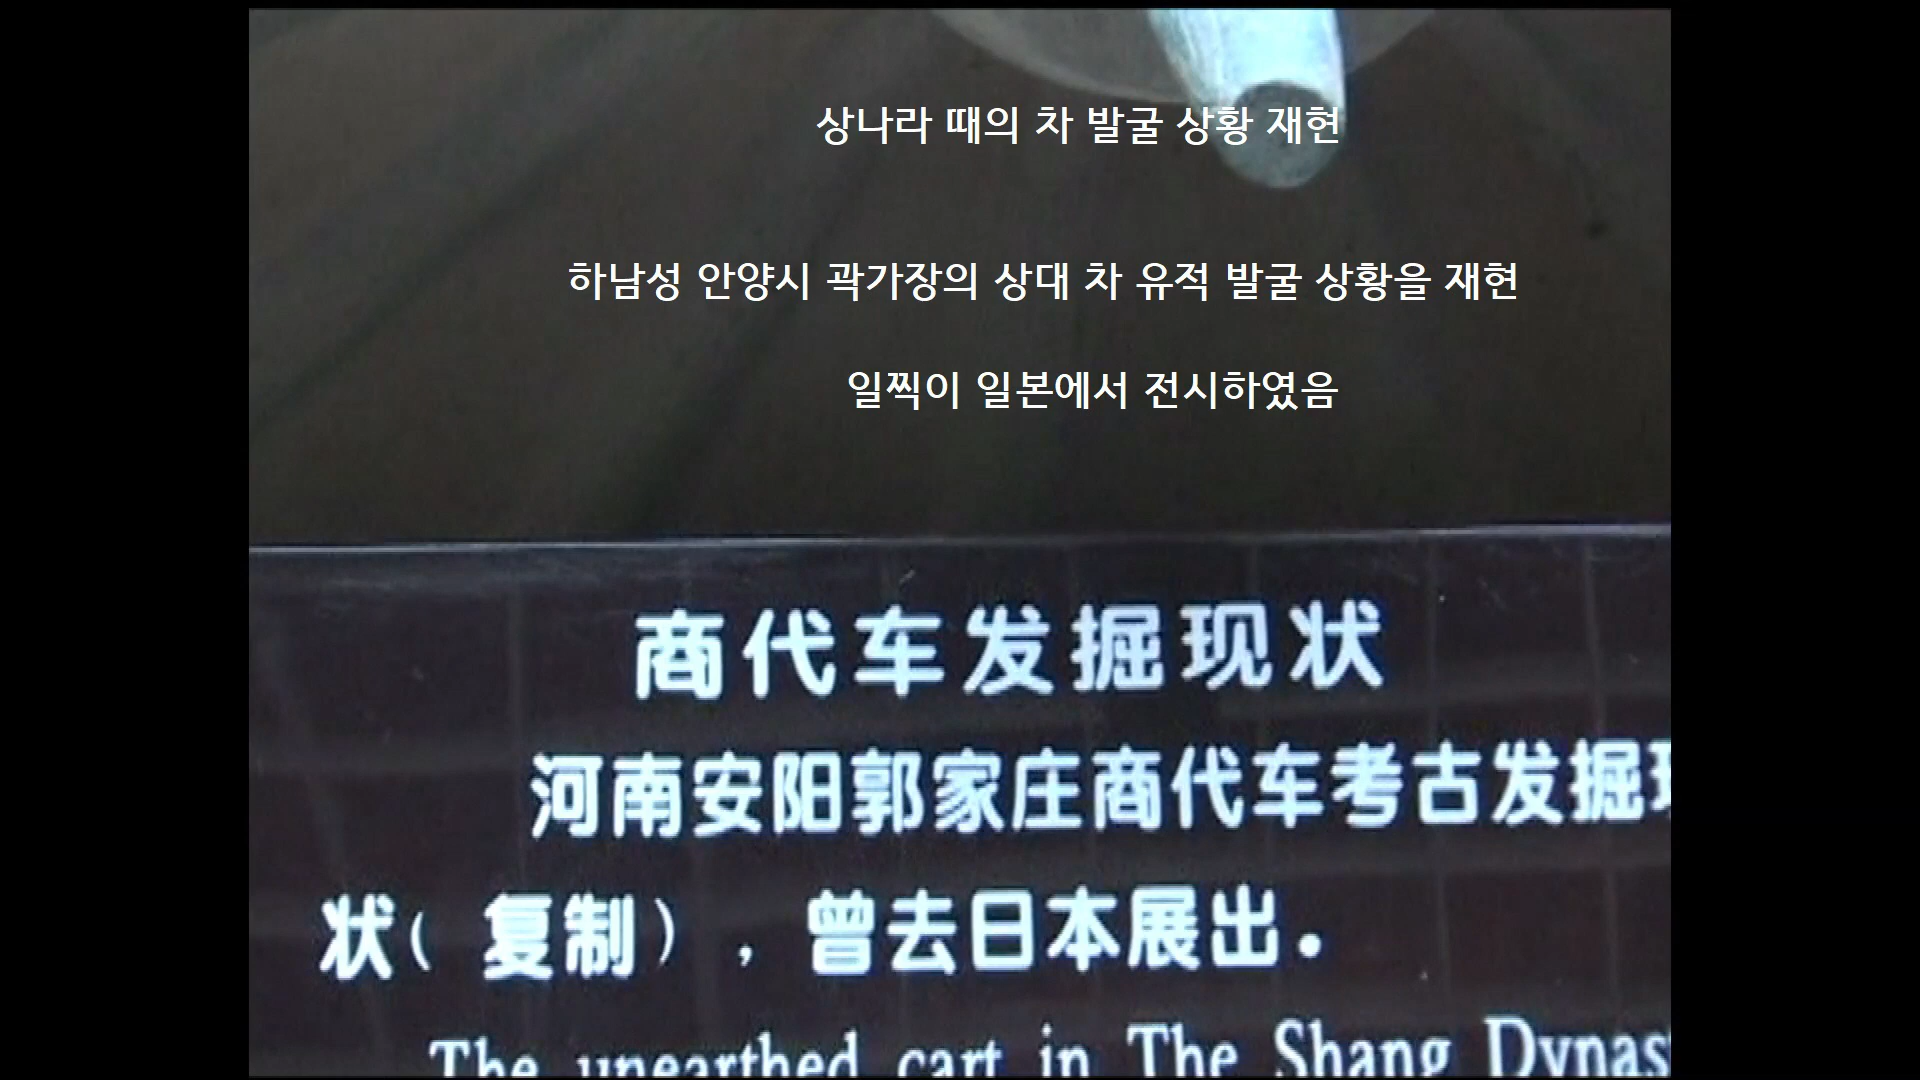 상나라 때의 차 발굴 상황 재현
하남성 안양시 곽가장의 상대 차 유적 발굴 상황을 재현
일찍이 일본에서 전시하였음
商代车发掘现状
河南安阳郭家庄商代车考古发掘现
状(复制)，曾去日本展出。
The unearthed cart in The Shang